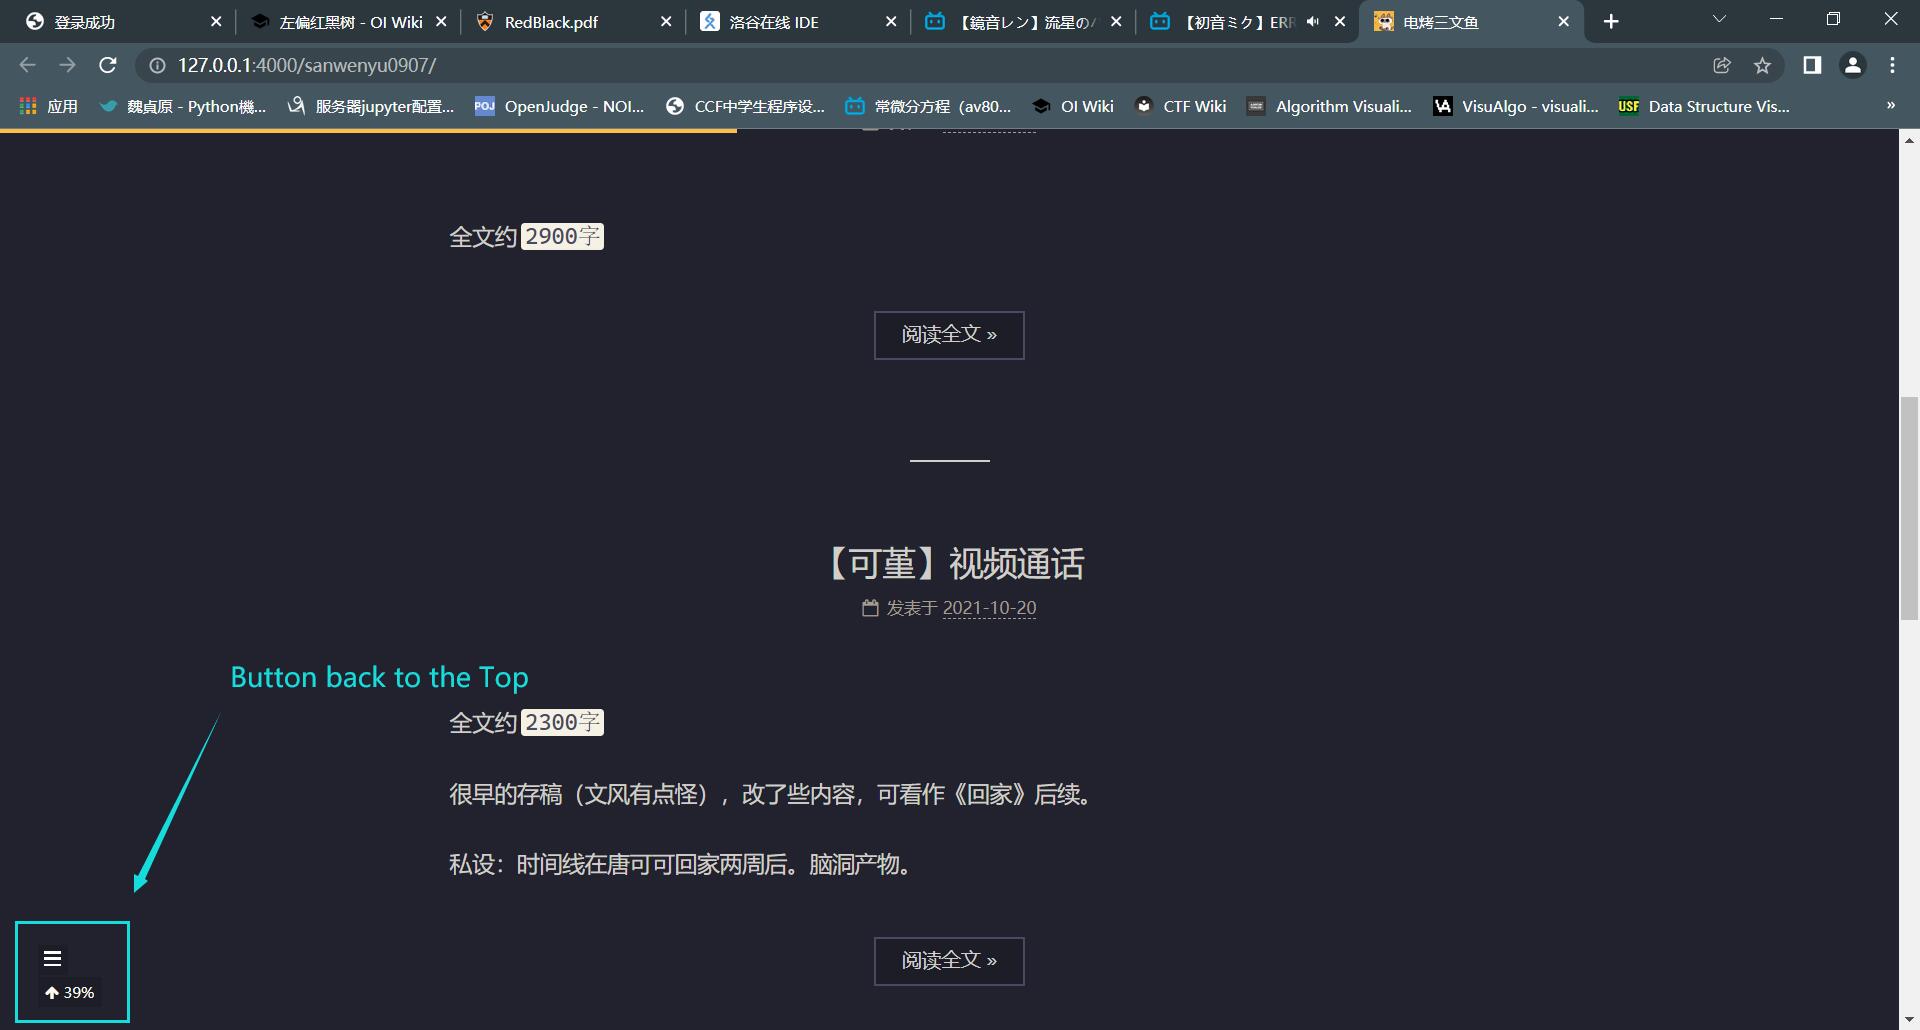 登录成功
左偏红黑树 - OI Wiki
RedBlack.pdf
洛谷在线 IDE
【鏡音レン】流星の
【初音ミク】ERR
电烤三文鱼
127.0.0.1:4000/sanwenyu0907/
应用
魏贞原 - Python機...
服务器jupyter配置...
POJ
OpenJudge - NOI...
CCF中学生程序设...
常微分方程（av80...
OI Wiki
CTF Wiki
Algorithm Visuali...
VisuAlgo - visuali...
USF
Data Structure Vis...
»
全文约 2900字
阅读全文 »
【可堇】视频通话
发表于 2021-10-20
Button back to the Top
全文约 2300字
很早的存稿（文风有点怪），改了些内容，可看作《回家》后续。
私设：时间线在唐可可回家两周后。脑洞产物。
阅读全文 »
39%